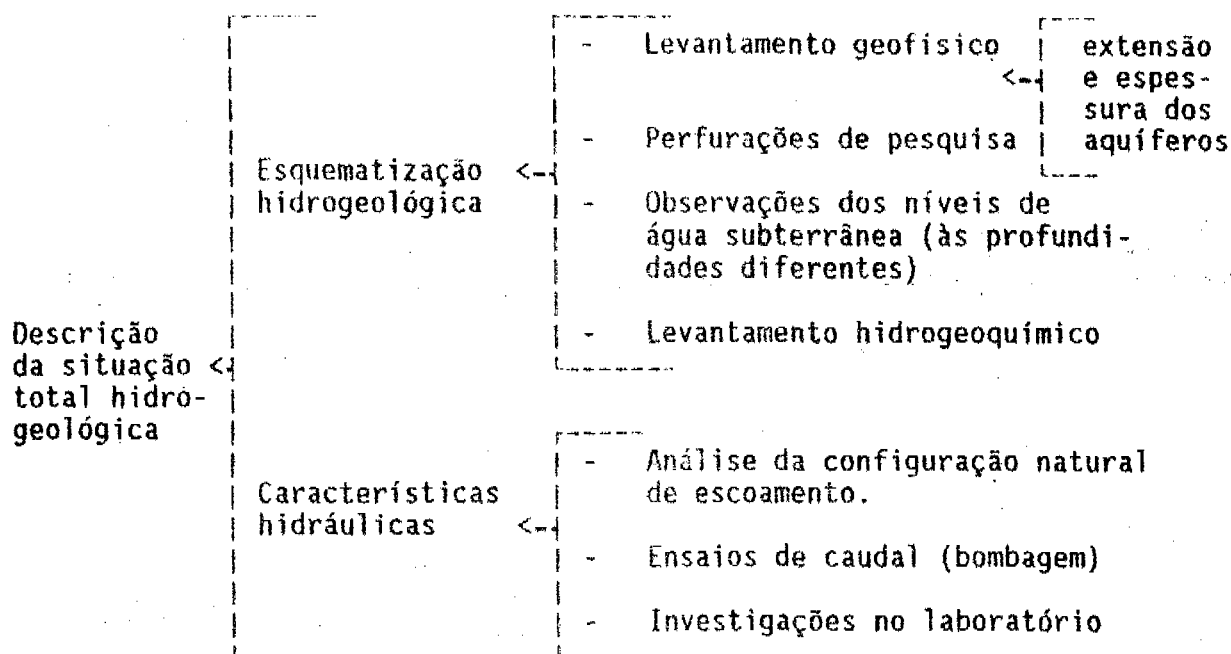 - Levantamento geofísico
extensão
e espes-
sura dos
aquíferos
- Perfurações de pesquisa
Esquematização
hidrogeológica
- Observações dos níveis de
água subterrânea (às profundi-
dades diferentes)
- Levantamento hidrogeoquímico
Descrição
da situação
total hidro-
geológica
- Análise da configuração natural
de escoamento.
Características
hidráulicas
- Ensaios de caudal (bombagem)
- Investigações no laboratório